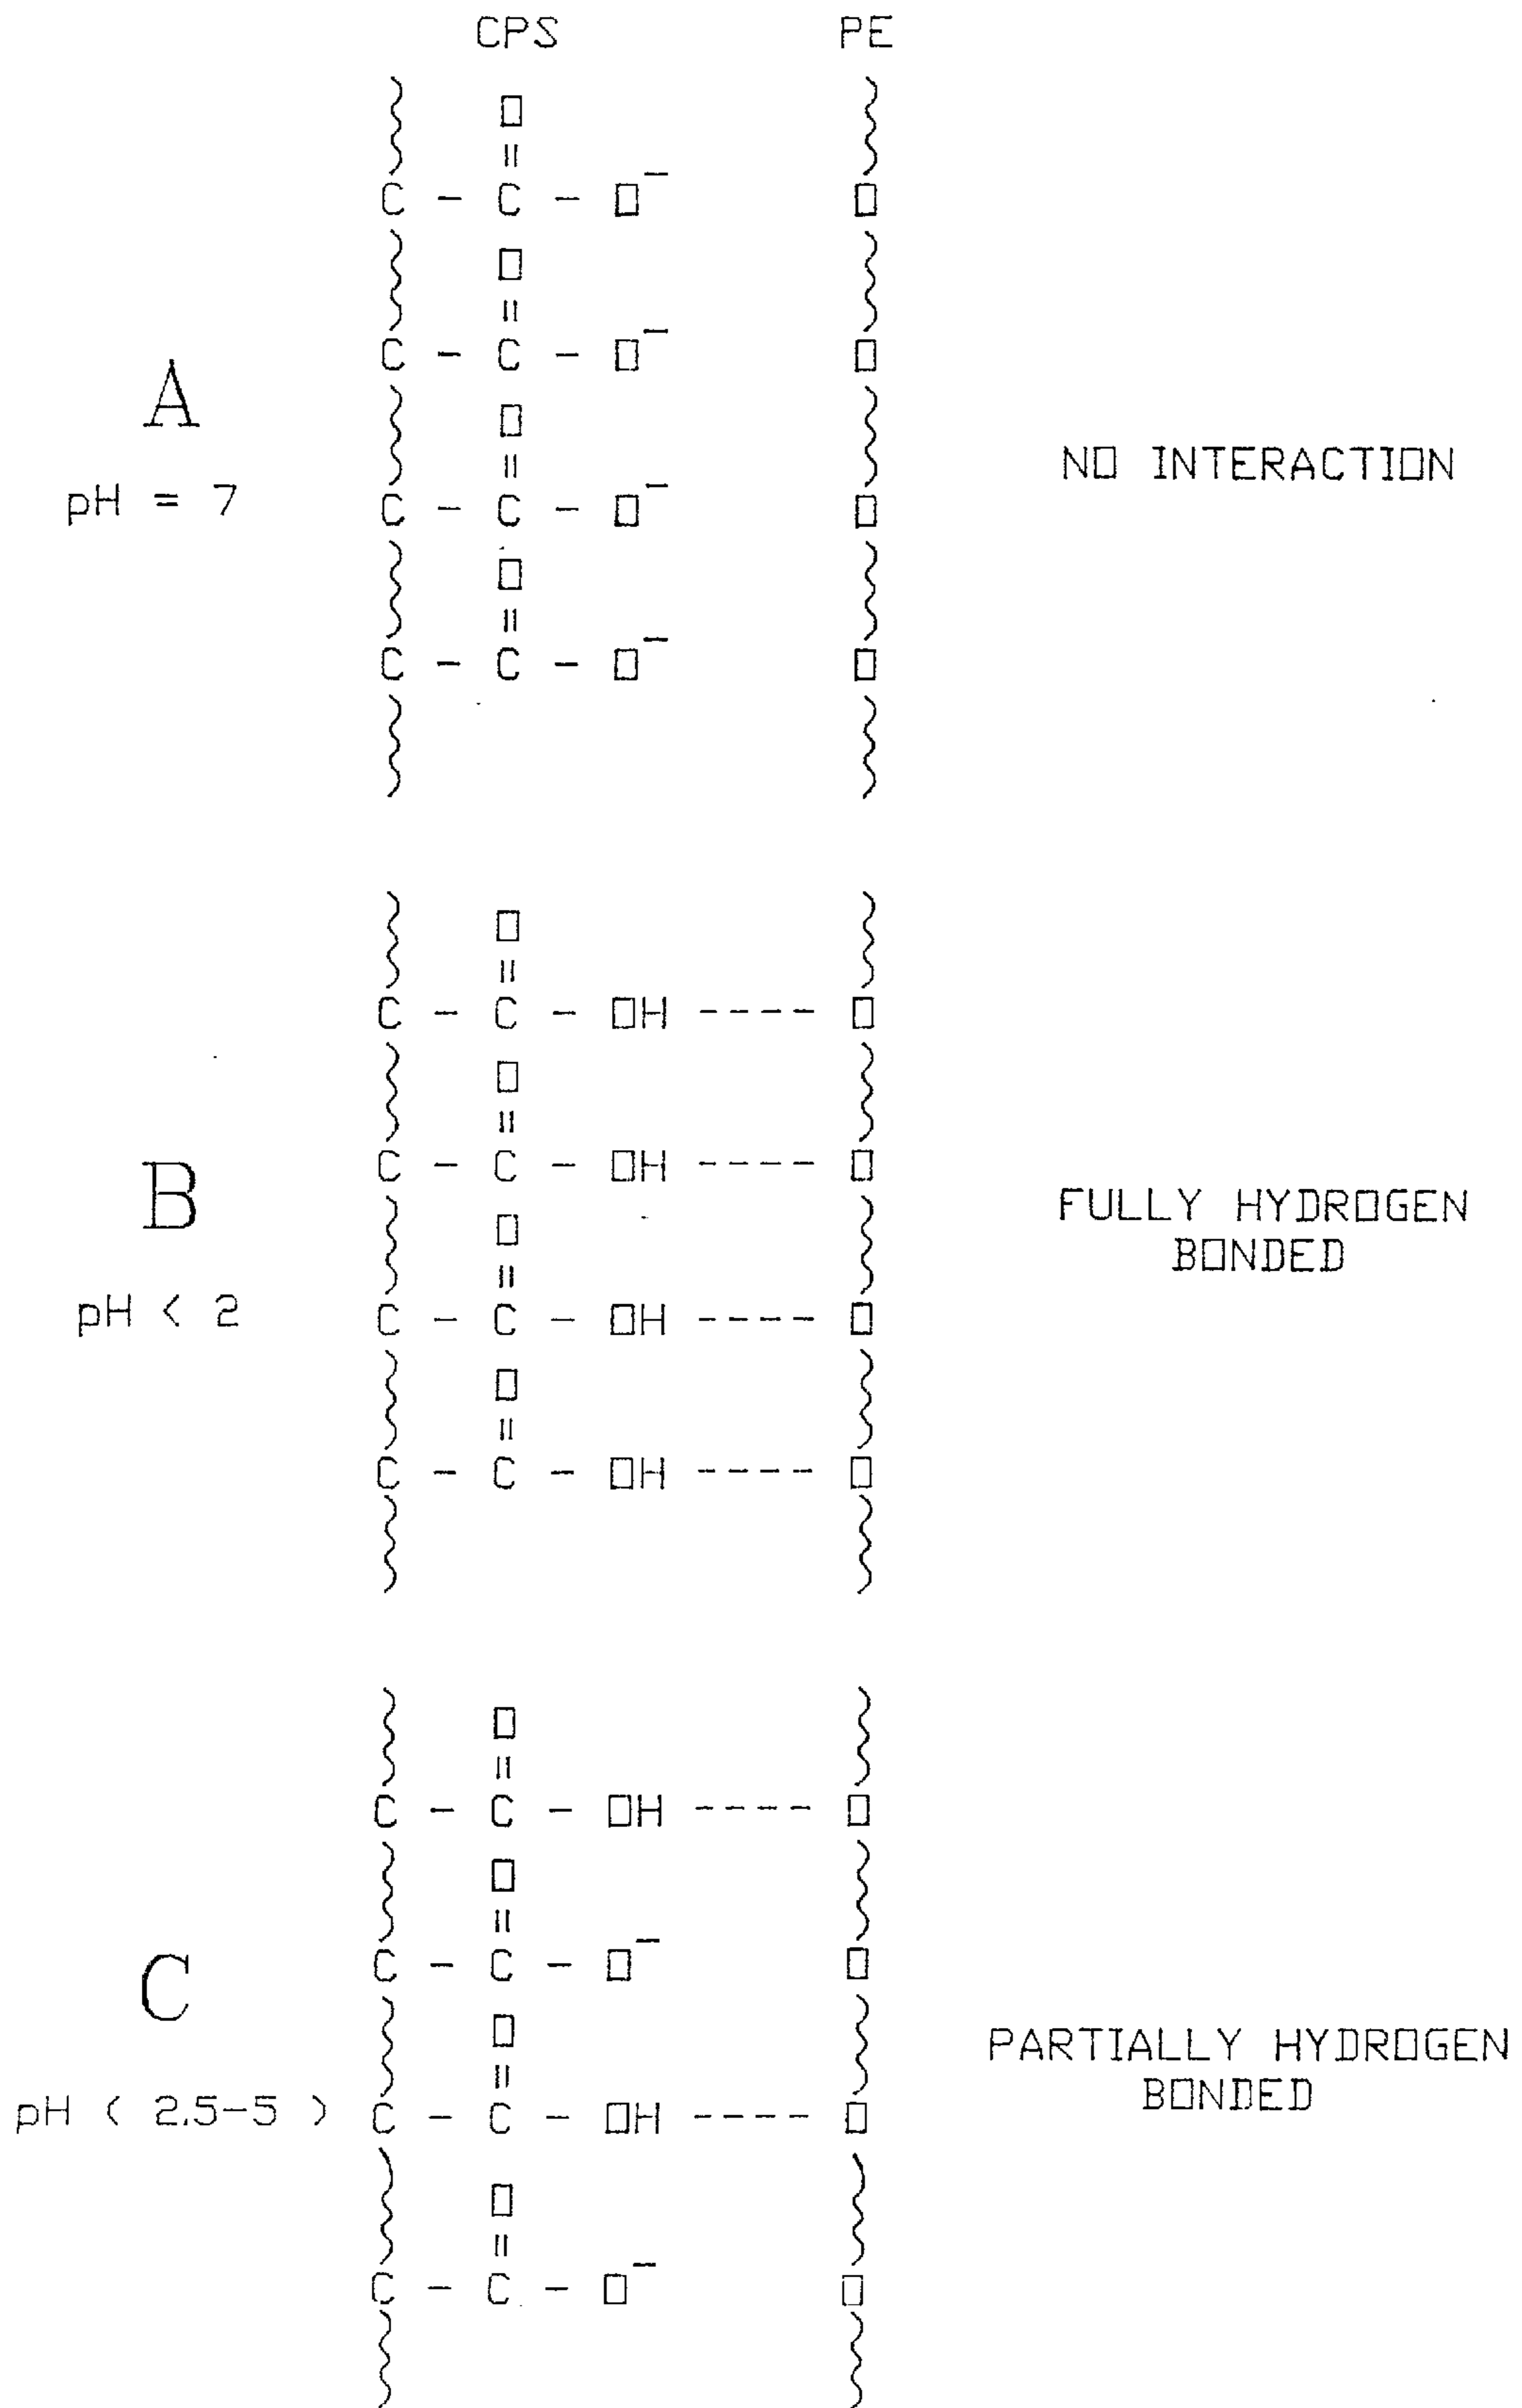 CPS PE
O
=
C - C - O⁻ O
O
=
C - C - O⁻ O
A
O
=
NO INTERACTION
pH = 7
C - C - O⁻ O
O
=
C - C - O⁻ O
O
=
C - C - OH ---- O
O
=
C - C - OH ---- O
B
FULLY HYDROGEN
BONDED
O
=
pH < 2
C - C - OH ---- O
O
=
C - C - OH ---- O
O
=
C - C - OH ---- O
O
=
C - C - O⁻ O
C
O
=
PARTIALLY HYDROGEN
BONDED
pH ( 2.5-5 )
C - C - OH ---- O
O
=
C - C - O⁻ O